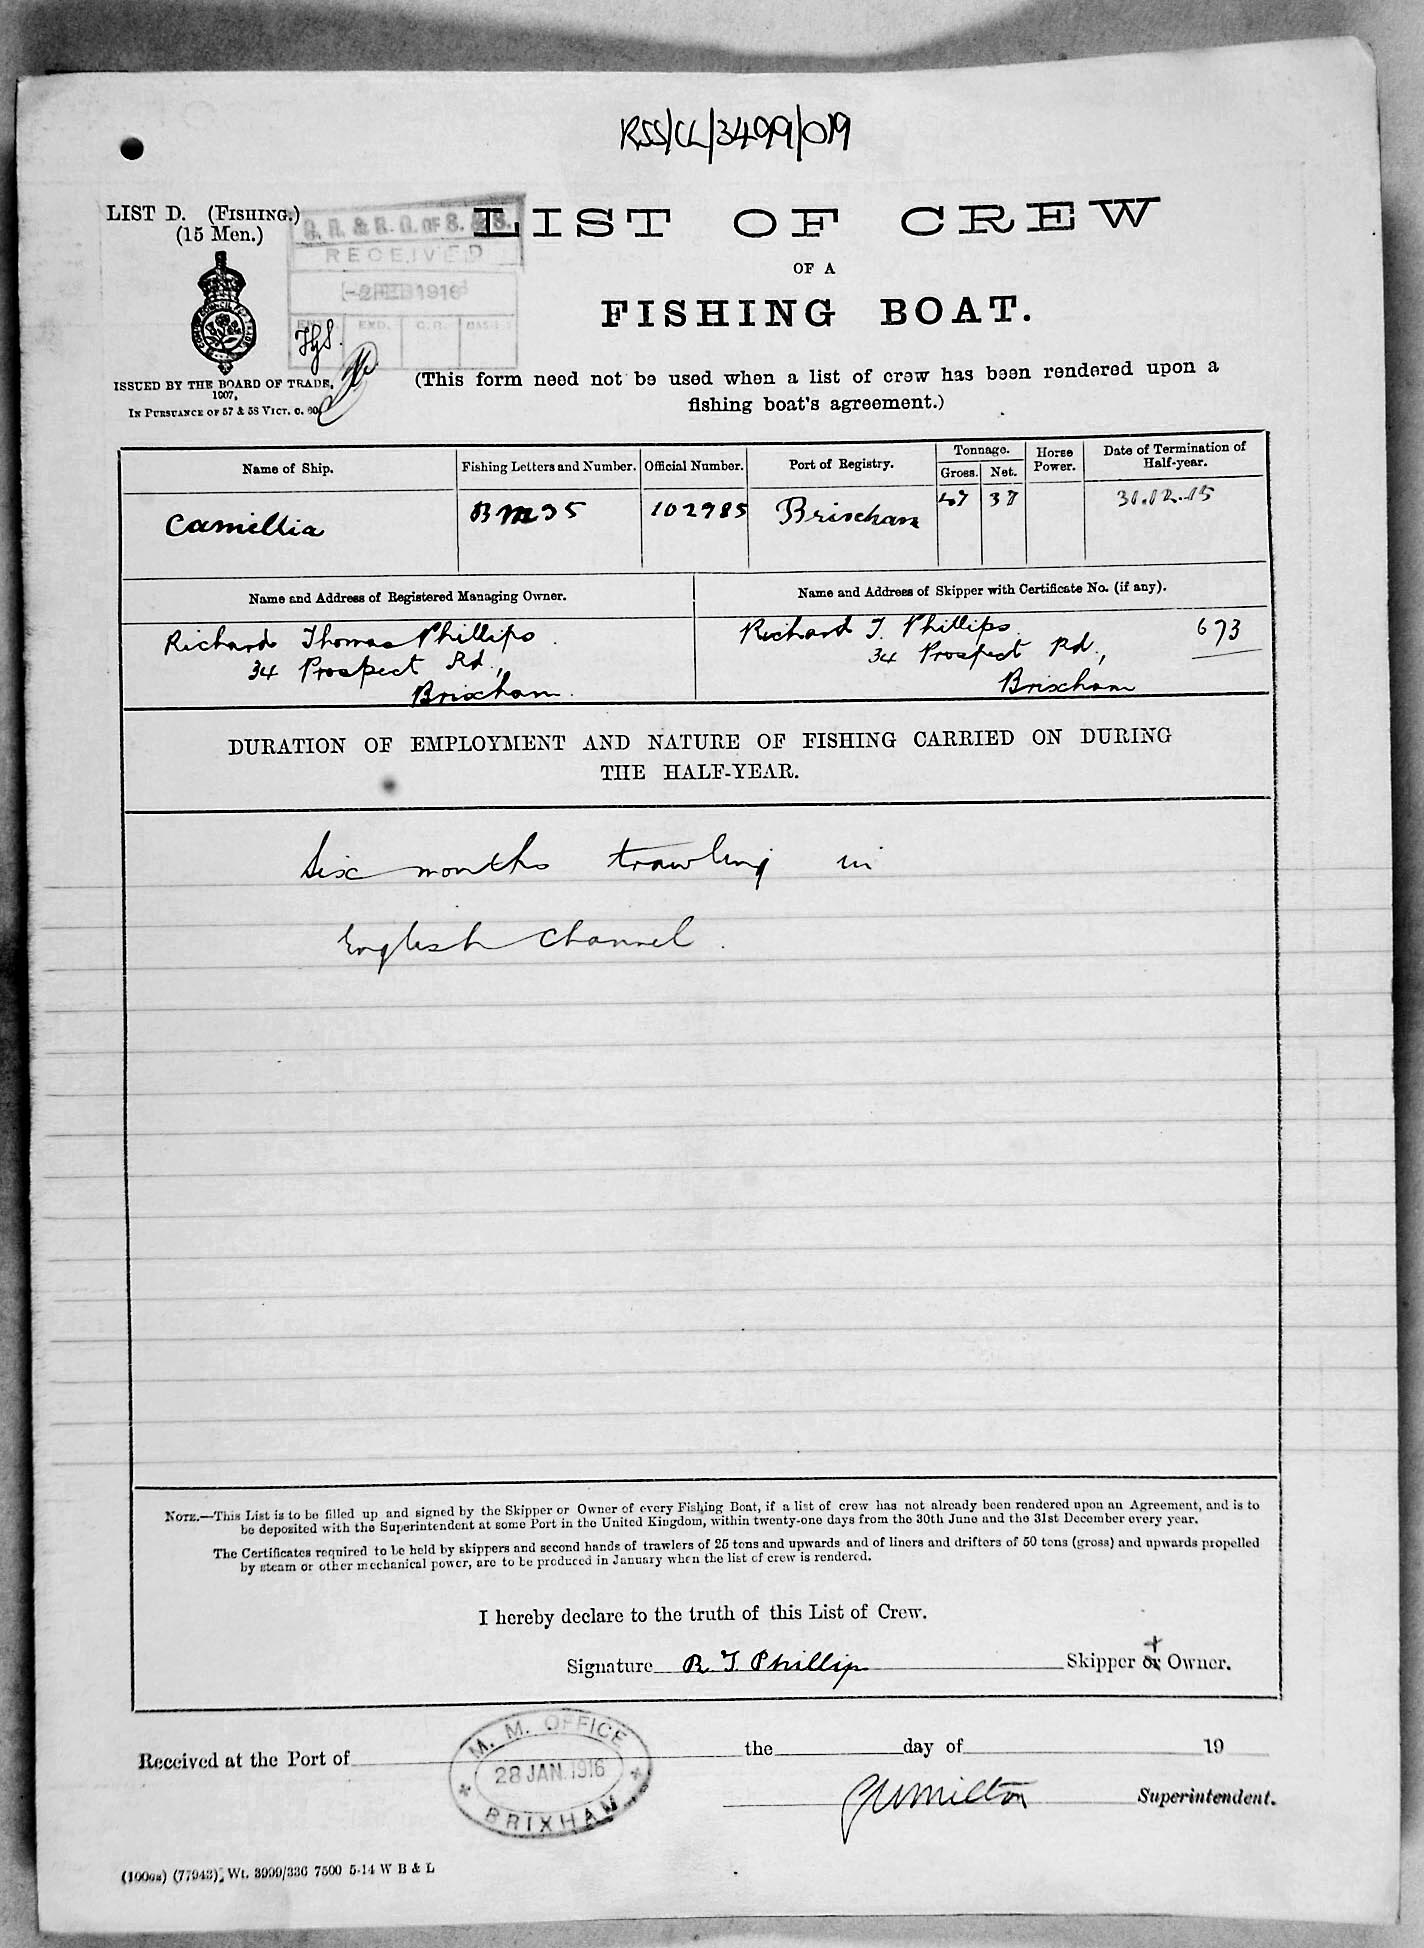 RSS/CL/3499/019
LIST D. (FISHING.)
(15 Men.)
G. R. & R. G. OF S. & S.
RECEIVED
-2 FEB 1916
EXD. C.R.
LIST OF CREW
OF A
FISHING BOAT.
ISSUED BY THE BOARD OF TRADE,
1907,
IN PURSUANCE OF 57 & 58 VICT. C. 60.
(This form need not be used when a list of crew has been rendered upon a
fishing boat's agreement.)
Name of Ship. Fishing Letters and Number. Official Number. Port of Registry. Tonnage. Gross. Net. Horse Power. Date of Termination of Half-year.
Camillia BM 35 102985 Brixham 47 37 31.12.15
Name and Address of Registered Managing Owner. Name and Address of Skipper with Certificate No. (if any).
Richard Thomas Phillips. Richard T. Phillips 673
34 Prospect Rd., 34 Prospect Rd.,
Brixham. Brixham
DURATION OF EMPLOYMENT AND NATURE OF FISHING CARRIED ON DURING
THE HALF-YEAR.
Six months trawling in
English Channel.
NOTE.—This List is to be filled up and signed by the Skipper or Owner of every Fishing Boat, if a list of crew has not already been rendered upon an Agreement, and is to
be deposited with the Superintendent at some Port in the United Kingdom, within twenty-one days from the 30th June and the 31st December every year.
The Certificates required to be held by skippers and second hands of trawlers of 25 tons and upwards and of liners and drifters of 50 tons (gross) and upwards propelled
by steam or other mechanical power, are to be produced in January when the list of crew is rendered.
I hereby declare to the truth of this List of Crew.
Signature R. T. Phillips Skipper or Owner.
Received at the Port of the day of 19
M. M. OFFICE
28 JAN. 1916
BRIXHAM
Milton Superintendent.
(77943). Wt. 3999/336 7500 5-14 W B & L